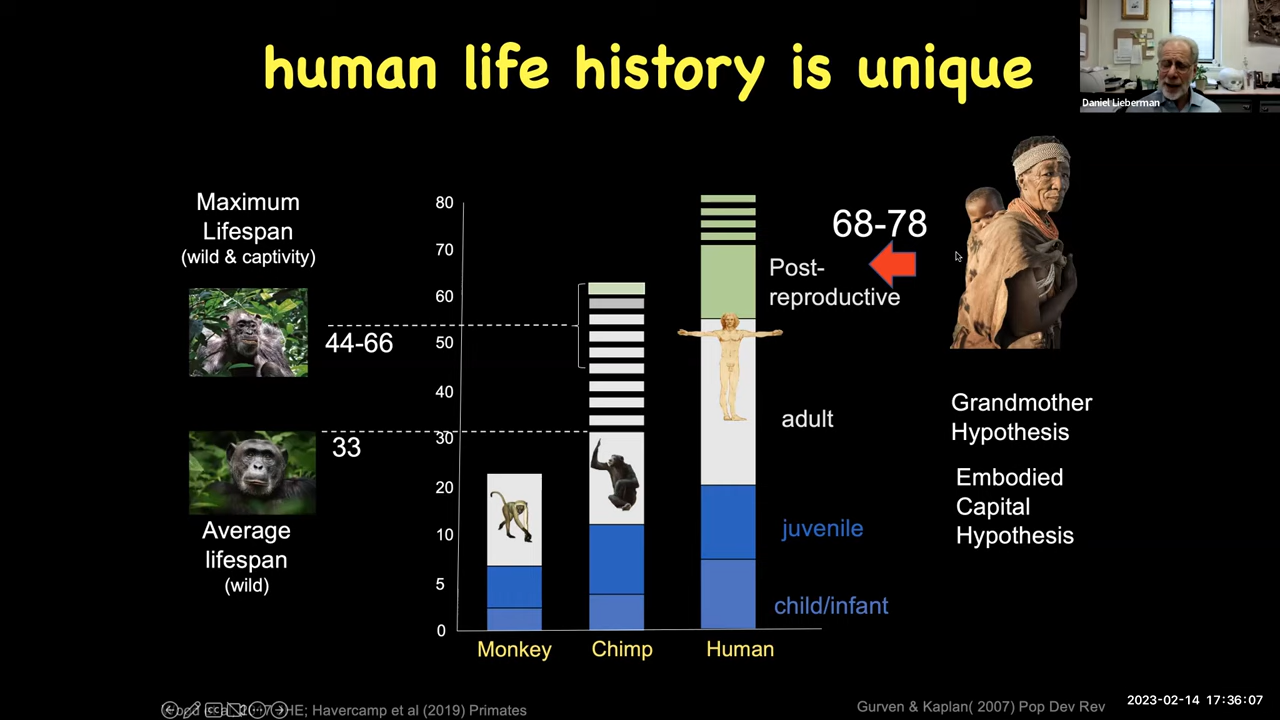 human life history is unique
Daniel Lieberman
Maximum
Lifespan
(wild & captivity)
44-66
33
Average
lifespan
(wild)
80
70
60
50
40
30
20
10
5
0
Monkey
Chimp
Human
68-78
Post-
reproductive
adult
juvenile
child/infant
Grandmother
Hypothesis
Embodied
Capital
Hypothesis
HE; Havercamp et al (2019) Primates
Gurven & Kaplan( 2007) Pop Dev Rev
2023-02-14 17:36:07